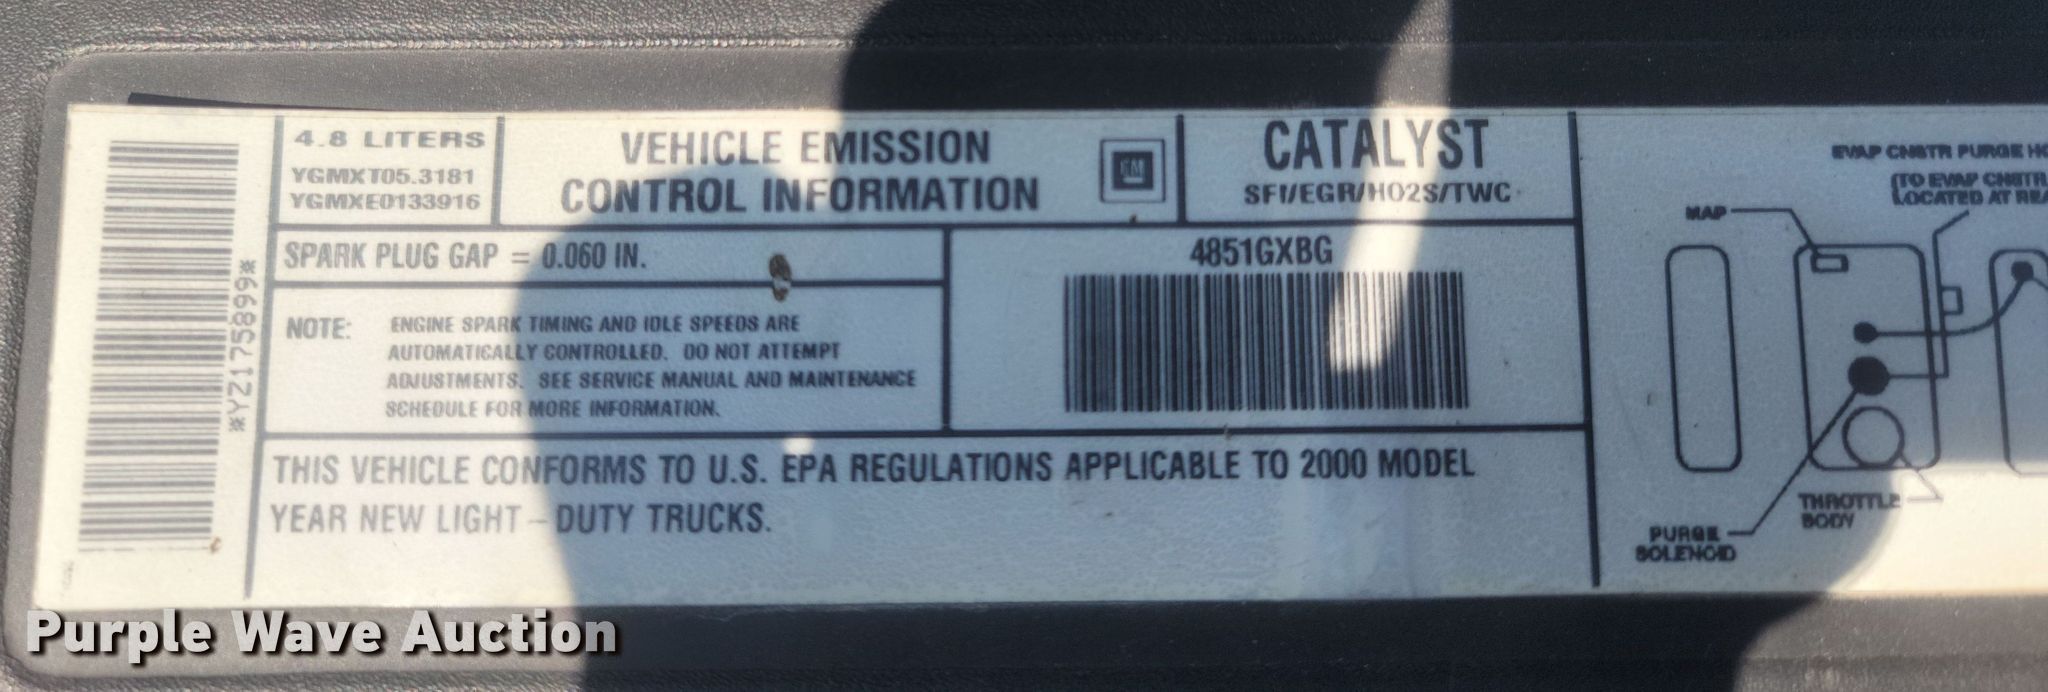 4.8 LITERS
YGMXT05.3181
YGMXE0133916
VEHICLE EMISSION
CONTROL INFORMATION
GM
CATALYST
SFI/EGR/HO2S/TWC
SPARK PLUG GAP = 0.060 IN.
NOTE: ENGINE SPARK TIMING AND IDLE SPEEDS ARE
AUTOMATICALLY CONTROLLED. DO NOT ATTEMPT
ADJUSTMENTS. SEE SERVICE MANUAL AND MAINTENANCE
SCHEDULE FOR MORE INFORMATION.
4851GXBG
*YZ175899*
THIS VEHICLE CONFORMS TO U.S. EPA REGULATIONS APPLICABLE TO 2000 MODEL
YEAR NEW LIGHT - DUTY TRUCKS.
EVAP CNSTR PURGE HO
(TO EVAP CNSTR
LOCATED AT REA
MAP
THROTTLE
BODY
PURGE
SOLENOID
Purple Wave Auction